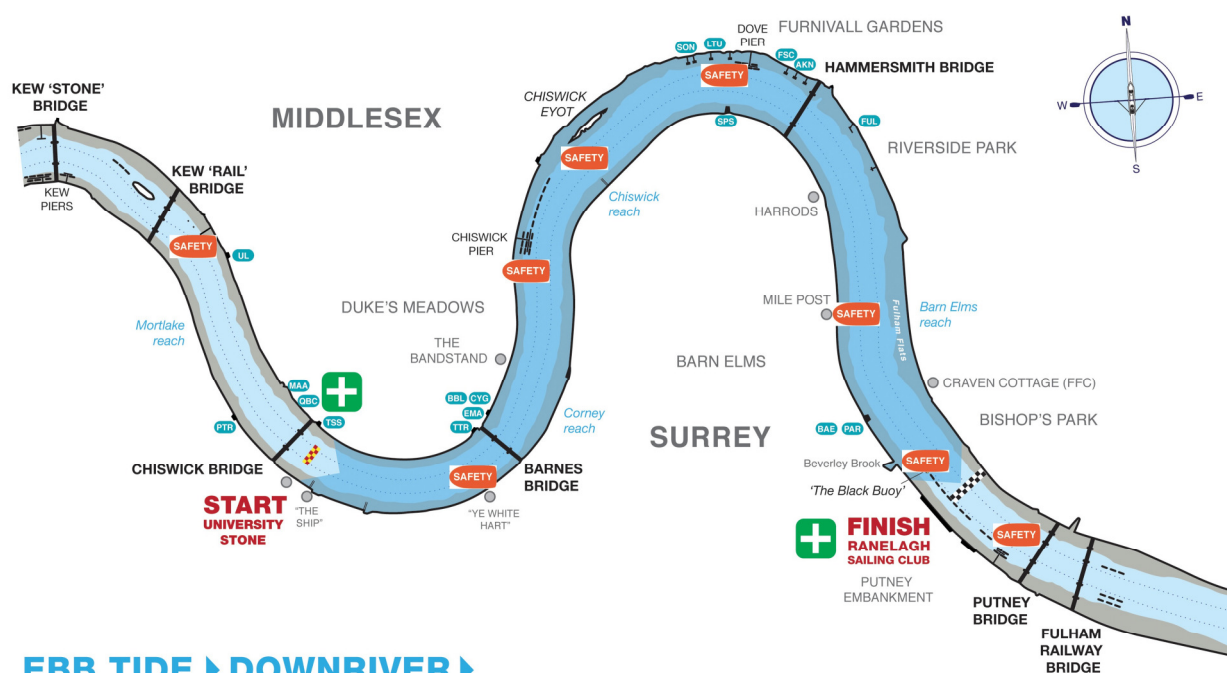 FURNIVALL GARDENS
DOVE
PIER
SON
LTU
FSC
AKN
SAFETY
HAMMERSMITH BRIDGE
N
W
E
S
KEW ‘STONE’
BRIDGE
MIDDLESEX
CHISWICK
EYOT
SPS
FUL
RIVERSIDE PARK
SAFETY
KEW ‘RAIL’
BRIDGE
KEW
PIERS
Chiswick
reach
HARRODS
SAFETY
UL
CHISWICK
PIER
SAFETY
DUKE’S MEADOWS
MILE POST
SAFETY
Fulham Flats
Barn Elms
reach
Mortlake
reach
THE
BANDSTAND
BARN ELMS
CRAVEN COTTAGE (FFC)
MAA
QBC
PTR
TSS
BBL
CYG
EMA
TTR
Corney
reach
BISHOP’S PARK
SURREY
BAE
PAR
CHISWICK BRIDGE
SAFETY
BARNES
BRIDGE
Beverley Brook
SAFETY
‘The Black Buoy’
START
UNIVERSITY
STONE
“THE
SHIP”
“YE WHITE
HART”
FINISH
RANELAGH
SAILING CLUB
SAFETY
PUTNEY
EMBANKMENT
PUTNEY
BRIDGE
FULHAM
RAILWAY
BRIDGE
EBB TIDE DOWNRIVER